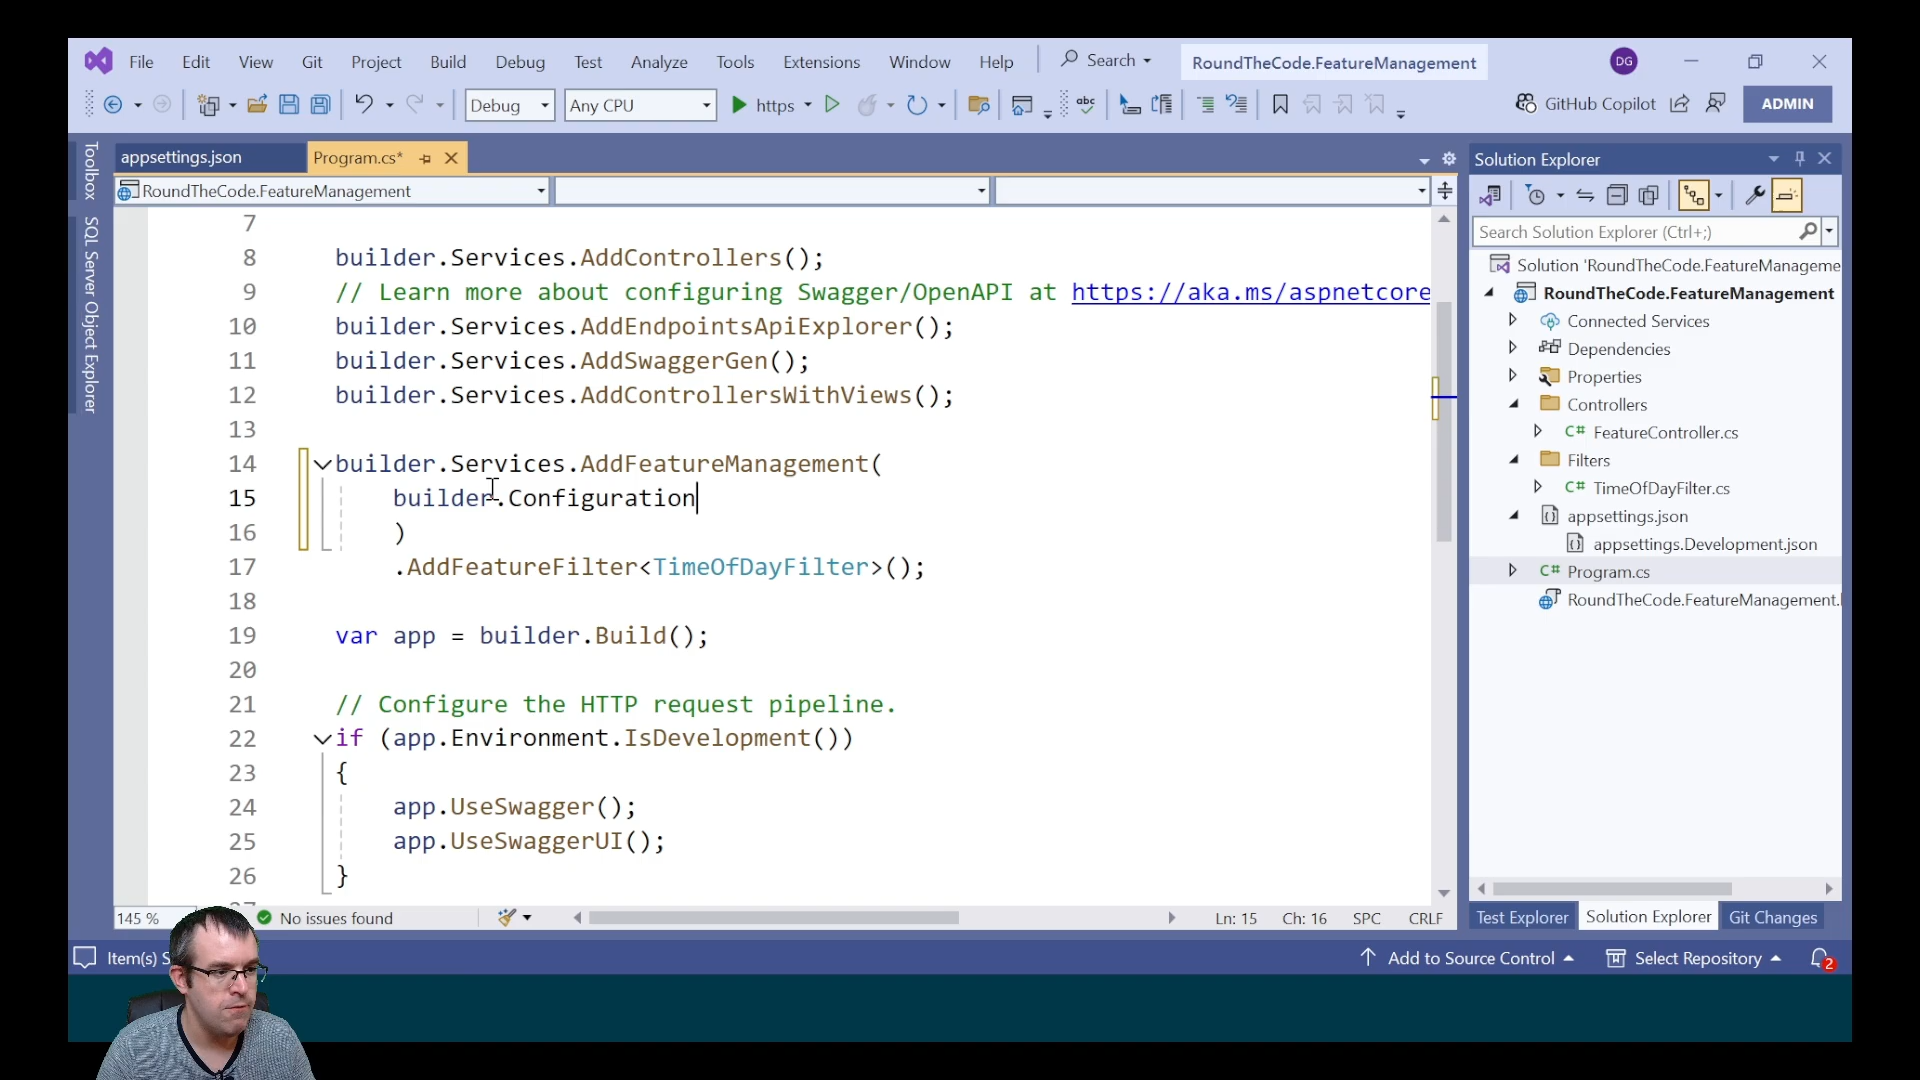 File Edit View Git Project Build Debug Test Analyze Tools Extensions Window Help Search RoundTheCode.FeatureManagement DG
Debug Any CPU https abc GitHub Copilot ADMIN
Toolbox
SQL Server Object Explorer
appsettings.json Program.cs*
RoundTheCode.FeatureManagement
7
8 builder.Services.AddControllers();
9 // Learn more about configuring Swagger/OpenAPI at https://aka.ms/aspnetcore
10 builder.Services.AddEndpointsApiExplorer();
11 builder.Services.AddSwaggerGen();
12 builder.Services.AddControllersWithViews();
13
14 builder.Services.AddFeatureManagement(
15 builder.Configuration
16 )
17 .AddFeatureFilter<TimeOfDayFilter>();
18
19 var app = builder.Build();
20
21 // Configure the HTTP request pipeline.
22 if (app.Environment.IsDevelopment())
23 {
24 app.UseSwagger();
25 app.UseSwaggerUI();
26 }
145 % No issues found Ln: 15 Ch: 16 SPC CRLF
Solution Explorer
Search Solution Explorer (Ctrl+;)
Solution 'RoundTheCode.FeatureManageme
RoundTheCode.FeatureManagement
Connected Services
Dependencies
Properties
Controllers
C# FeatureController.cs
Filters
C# TimeOfDayFilter.cs
appsettings.json
appsettings.Development.json
C# Program.cs
RoundTheCode.FeatureManagement.
Test Explorer Solution Explorer Git Changes
Item(s) S Add to Source Control Select Repository 2